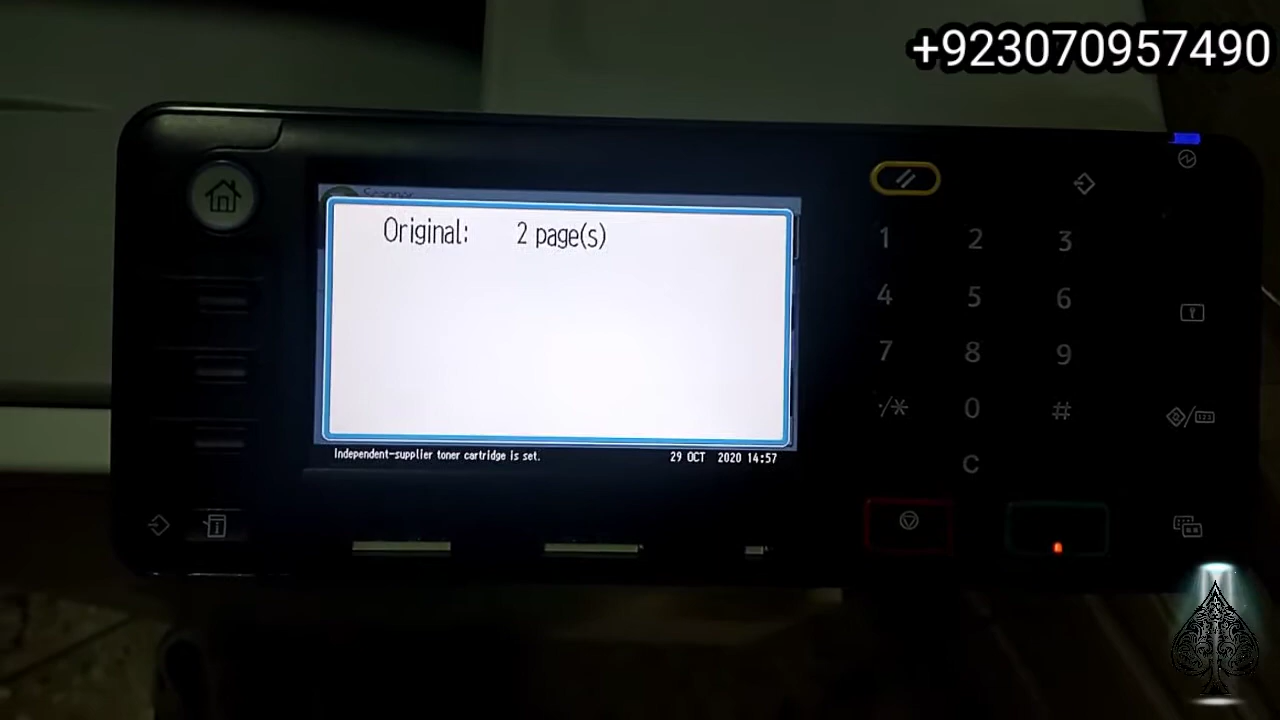 +923070957490
Scanner
Original: 2 page(s)
Independent-supplier toner cartridge is set. 29 OCT 2020 14:57
1 2 3
4 5 6
7 8 9
·/* 0 #
C